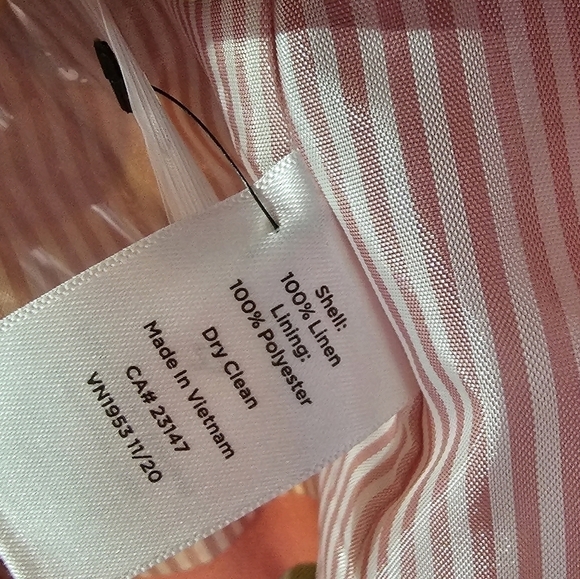 Shell:
100% Linen
Lining:
100% Polyester
Dry Clean
Made In Vietnam
CA# 23147
VN1953 11/20